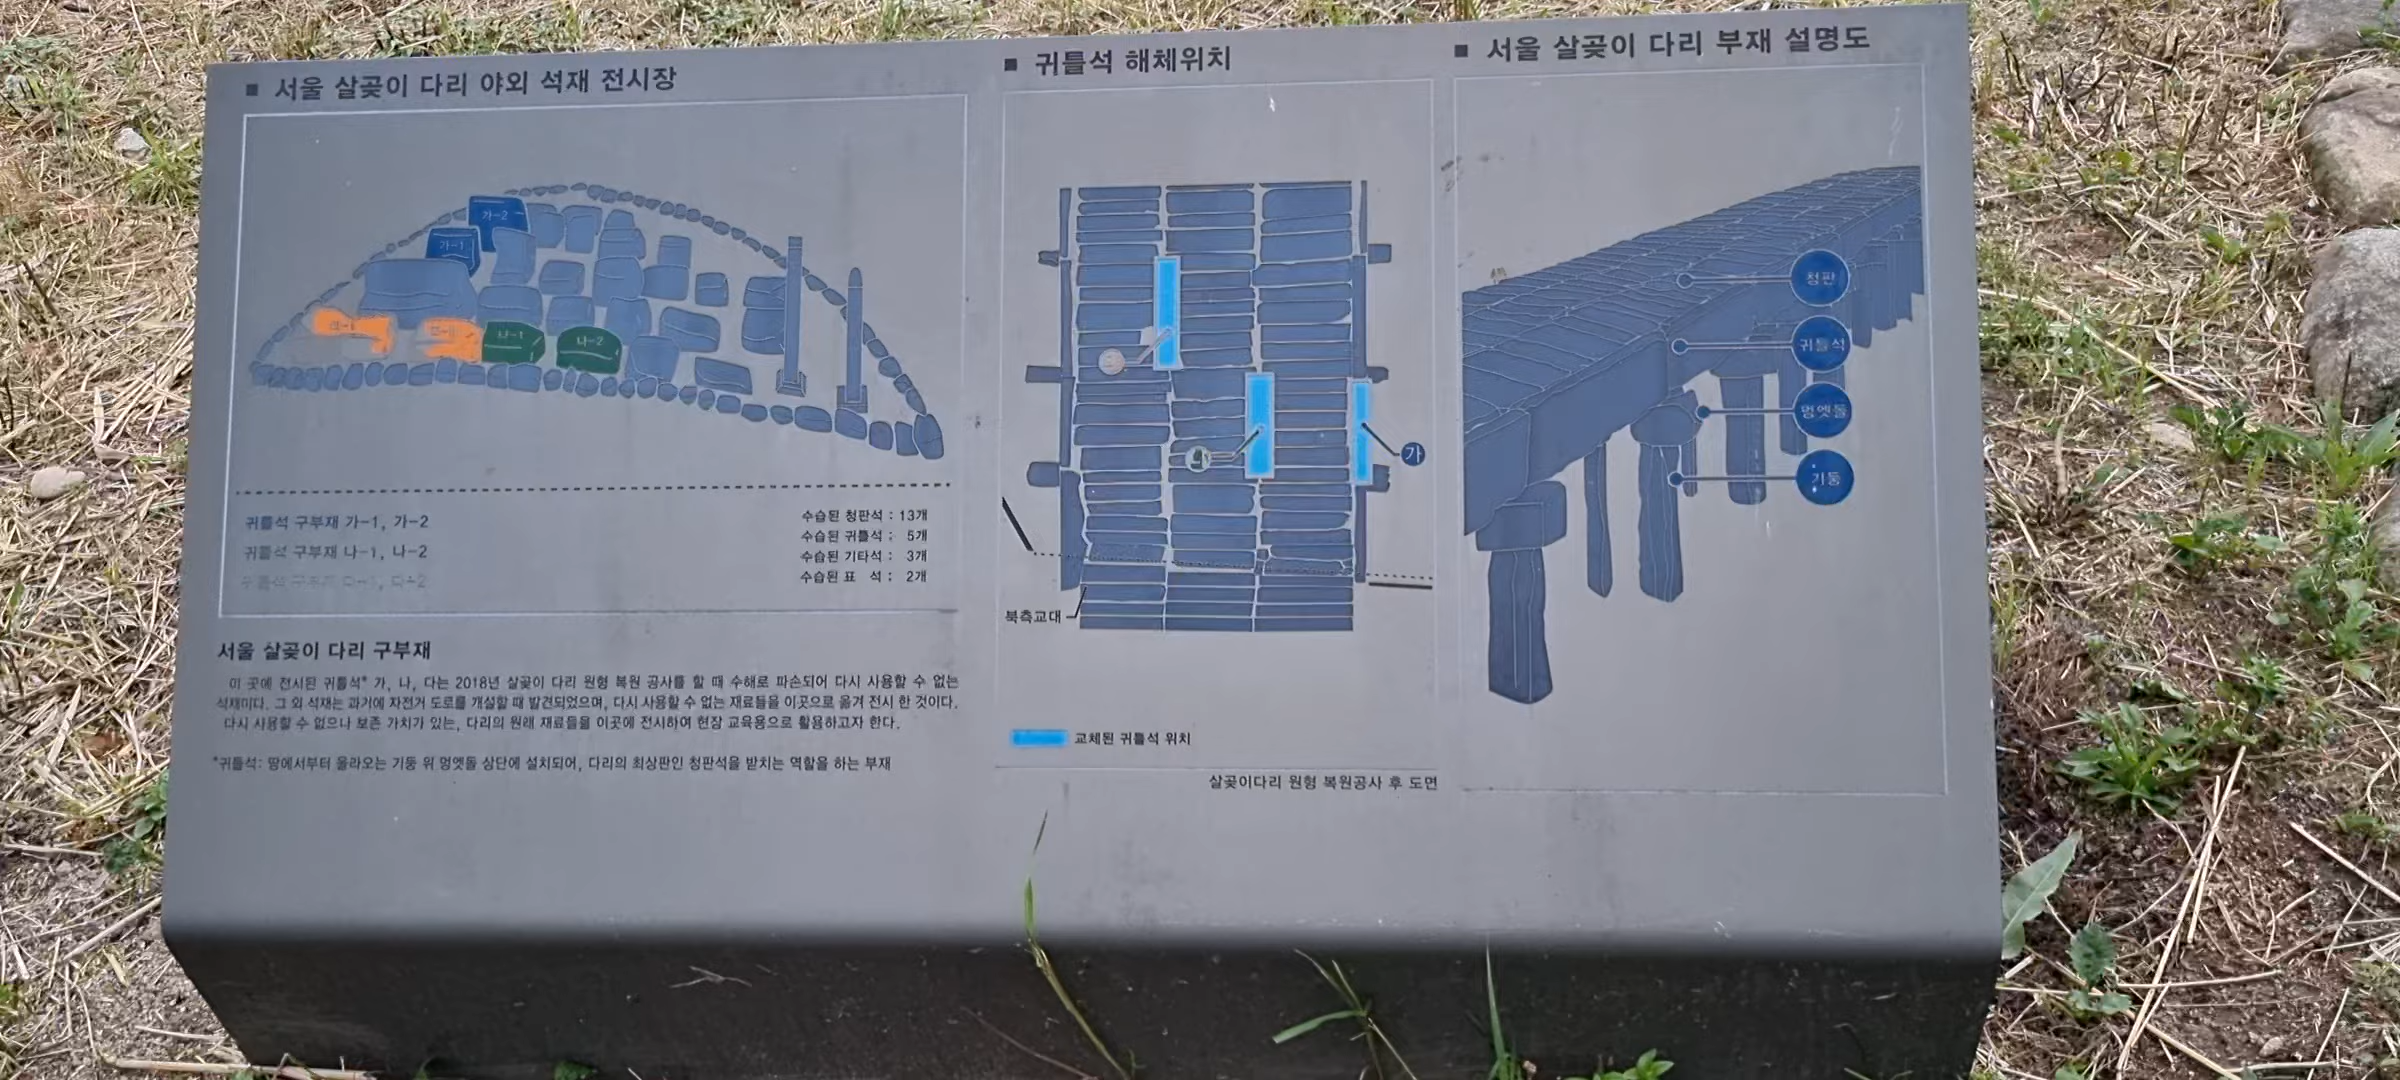 ■ 서울 살곶이 다리 야외 석재 전시장
가-2
가-1
나-1
나-2
귀틀석 구부재 가-1, 가-2
귀틀석 구부재 나-1, 나-2
귀틀석 구부재 다-1, 다-2
수습된 청판석 : 13개
수습된 귀틀석 : 5개
수습된 기타석 : 3개
수습된 표 석 : 2개
서울 살곶이 다리 구부재
이 곳에 전시된 귀틀석* 가, 나, 다는 2018년 살곶이 다리 원형 복원 공사를 할 때 수해로 파손되어 다시 사용할 수 없는
석재이다. 그 외 석재는 과거에 자전거 도로를 개설할 때 발견되었으며, 다시 사용할 수 없는 재료들을 이곳으로 옮겨 전시 한 것이다.
다시 사용할 수 없으나 보존 가치가 있는, 다리의 원래 재료들을 이곳에 전시하여 현장 교육용으로 활용하고자 한다.
*귀틀석: 땅에서부터 올라오는 기둥 위 멍엣돌 상단에 설치되어, 다리의 최상판인 청판석을 받치는 역할을 하는 부재
■ 귀틀석 해체위치
나
가
북측교대
교체된 귀틀석 위치
살곶이다리 원형 복원공사 후 도면
■ 서울 살곶이 다리 부재 설명도
청판
귀틀석
멍엣돌
기둥